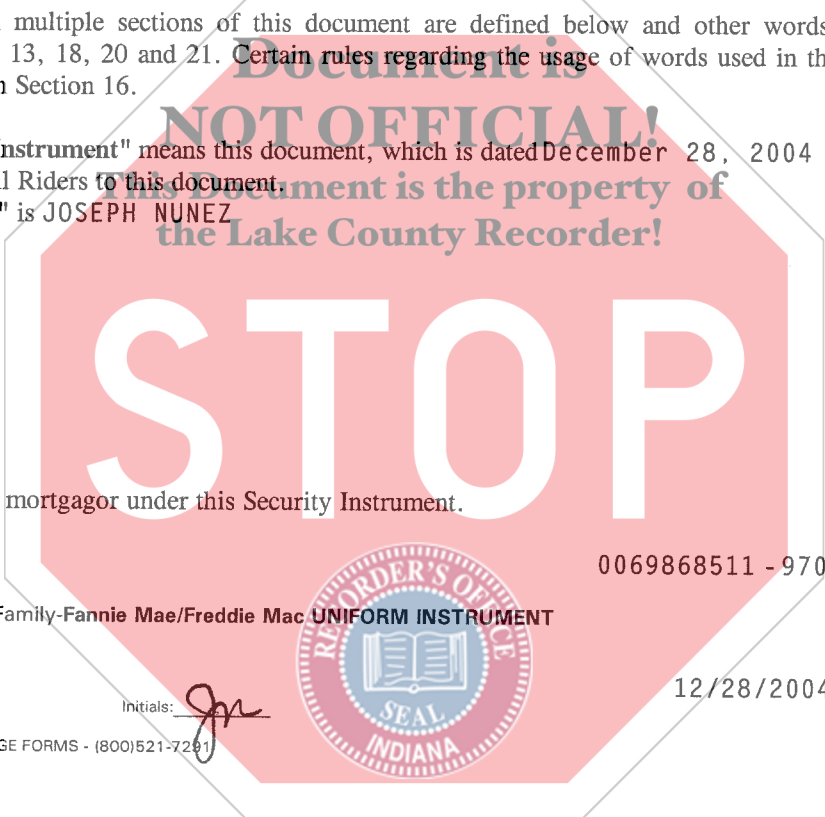 multiple sections of this document are defined below and other words
13, 18, 20 and 21. Certain rules regarding the usage of words used in th
n Section 16.
Document is
NOT OFFICIAL!
This Document is the property of
the Lake County Recorder!
nstrument" means this document, which is dated December 28, 2004
l Riders to this document.
" is JOSEPH NUNEZ
STOP
mortgagor under this Security Instrument.
0069868511 - 970
Family-Fannie Mae/Freddie Mac UNIFORM INSTRUMENT
RECORDER'S OFFICE
SEAL
INDIANA
12/28/2004
Initials: JN
GE FORMS - (800)521-7291